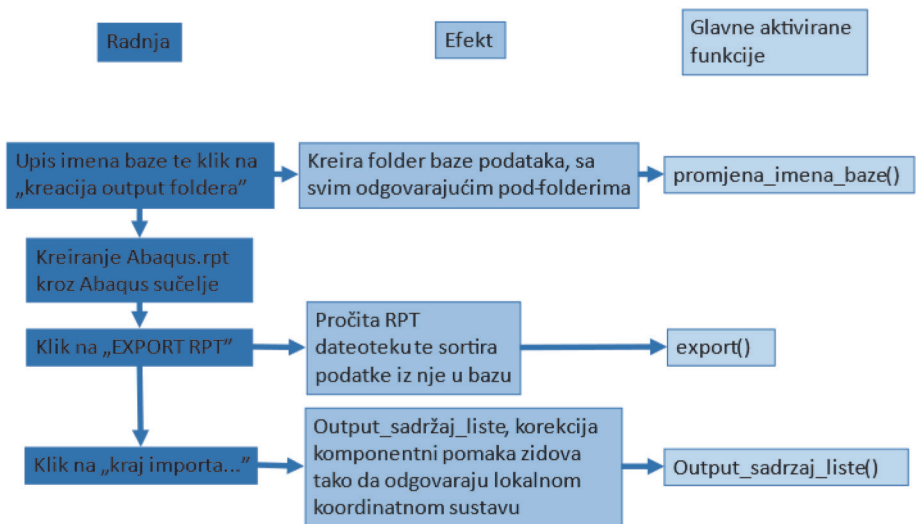 Radnja
Efekt
Glavne aktivirane
funkcije
Upis imena baze te klik na
„kreacija output foldera”
Kreira folder baze podataka, sa
svim odgovarajućim pod-folderima
promjena_imena_baze()
Kreiranje Abaqus.rpt
kroz Abaqus sučelje
Klik na „EXPORT RPT”
Pročita RPT
dateoteku te sortira
podatke iz nje u bazu
export()
Klik na „kraj importa...”
Output_sadržaj_liste, korekcija
komponentni pomaka zidova
tako da odgovaraju lokalnom
koordinatnom sustavu
Output_sadrzaj_liste()